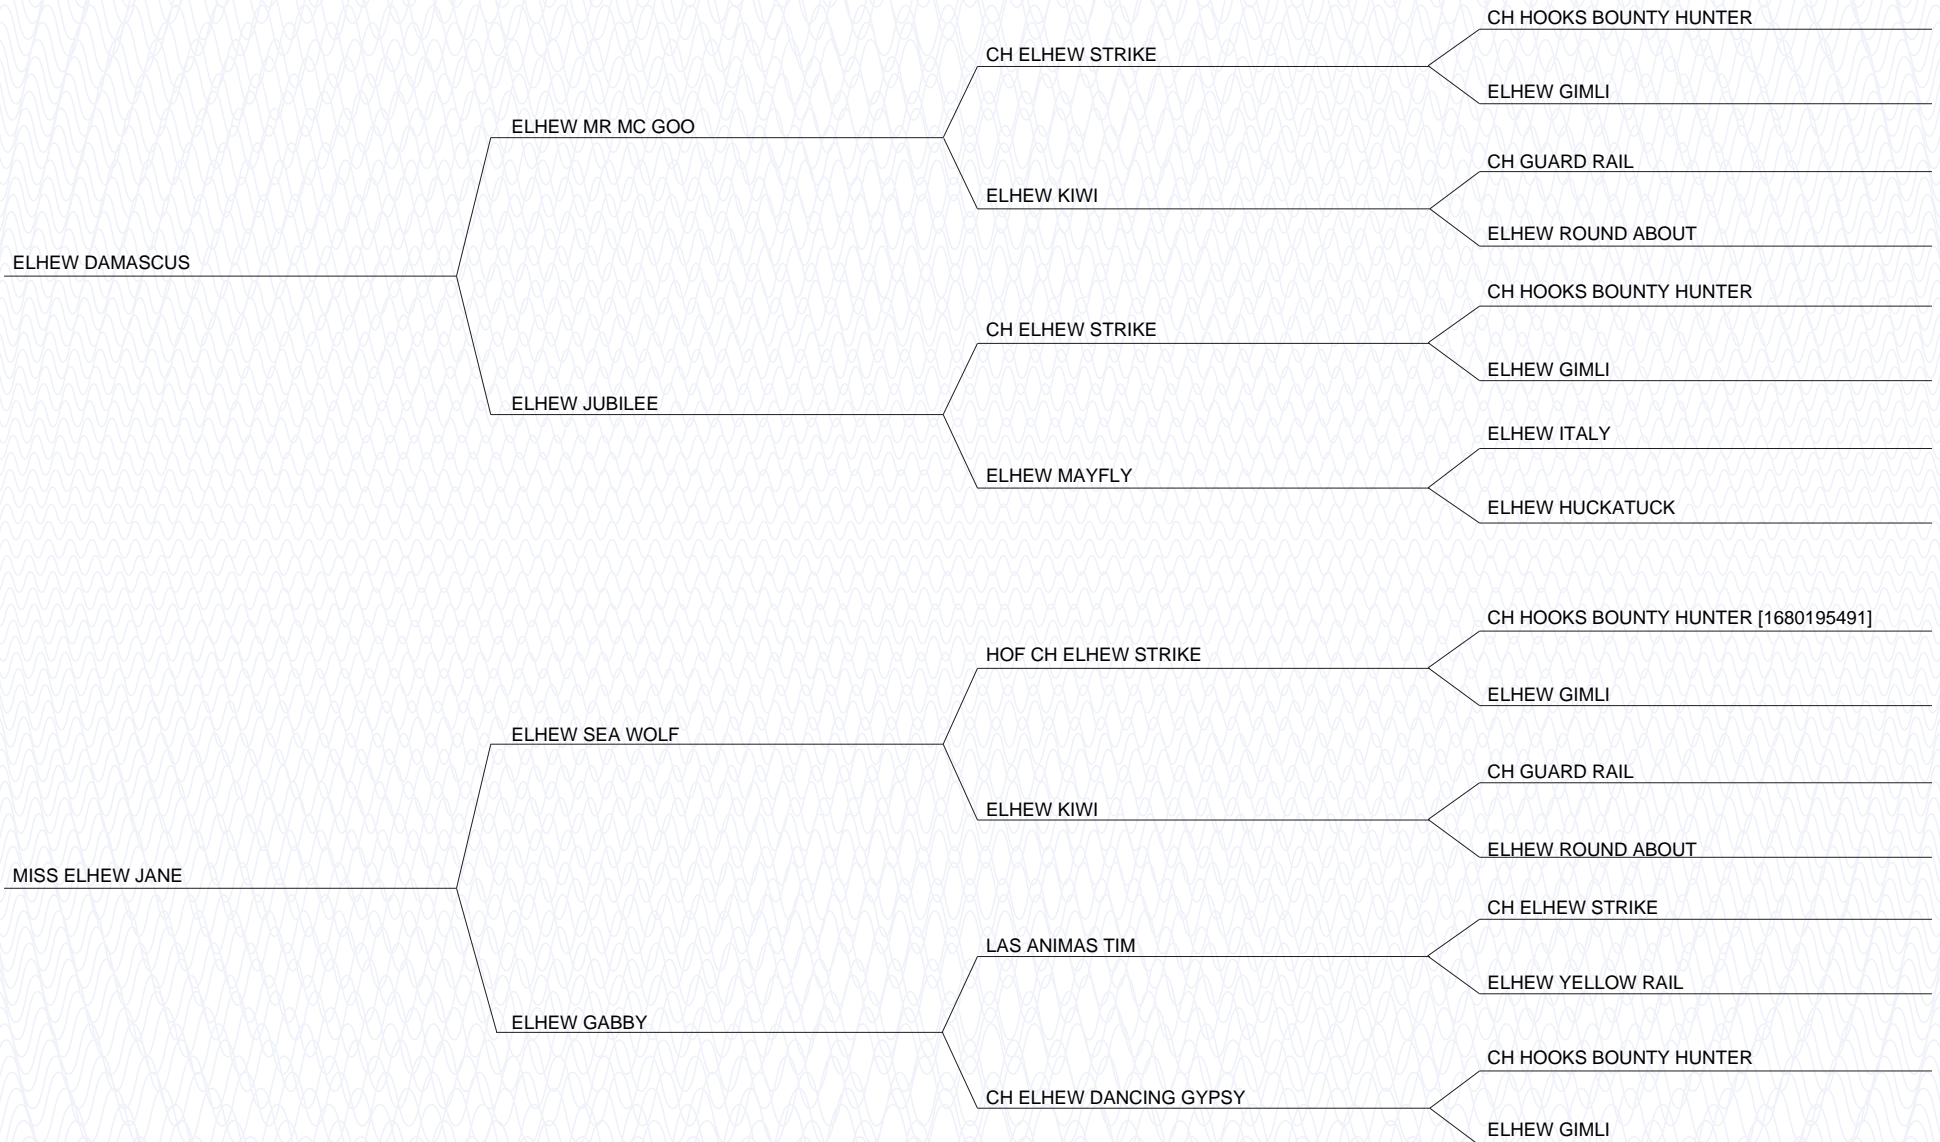 CH HOOKS BOUNTY HUNTER
CH ELHEW STRIKE
ELHEW GIMLI
ELHEW MR MC GOO
CH GUARD RAIL
ELHEW KIWI
ELHEW ROUND ABOUT
ELHEW DAMASCUS
CH HOOKS BOUNTY HUNTER
CH ELHEW STRIKE
ELHEW GIMLI
ELHEW JUBILEE
ELHEW ITALY
ELHEW MAYFLY
ELHEW HUCKATUCK
CH HOOKS BOUNTY HUNTER [1680195491]
HOF CH ELHEW STRIKE
ELHEW GIMLI
ELHEW SEA WOLF
CH GUARD RAIL
ELHEW KIWI
ELHEW ROUND ABOUT
MISS ELHEW JANE
CH ELHEW STRIKE
LAS ANIMAS TIM
ELHEW YELLOW RAIL
ELHEW GABBY
CH HOOKS BOUNTY HUNTER
CH ELHEW DANCING GYPSY
ELHEW GIMLI